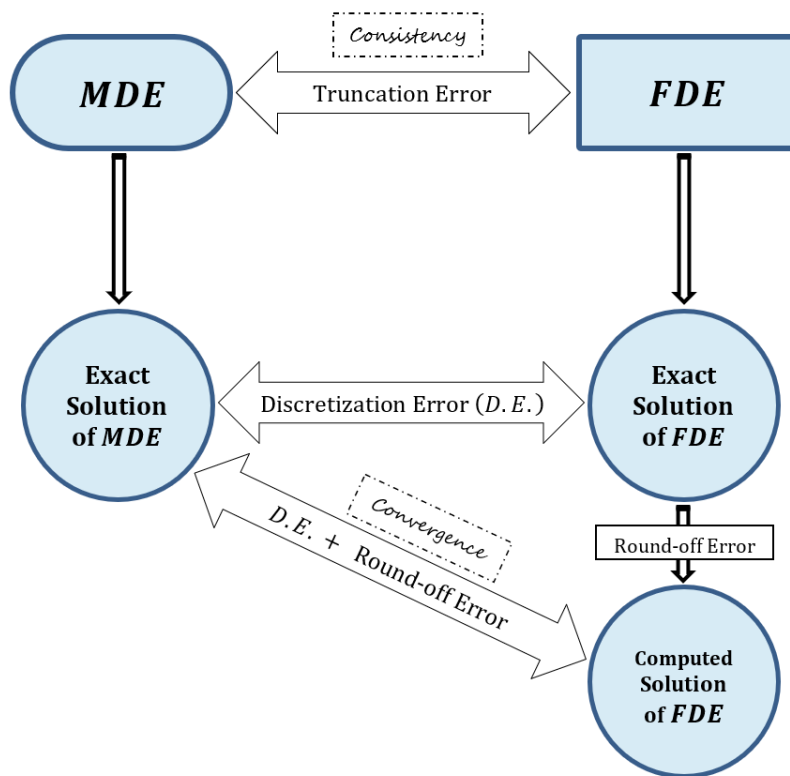 Consistency
MDE
Truncation Error
FDE
Exact
Solution
of MDE
Discretization Error (D.E.)
Exact
Solution
of FDE
Convergence
D.E. + Round-off Error
Round-off Error
Computed
Solution
of FDE